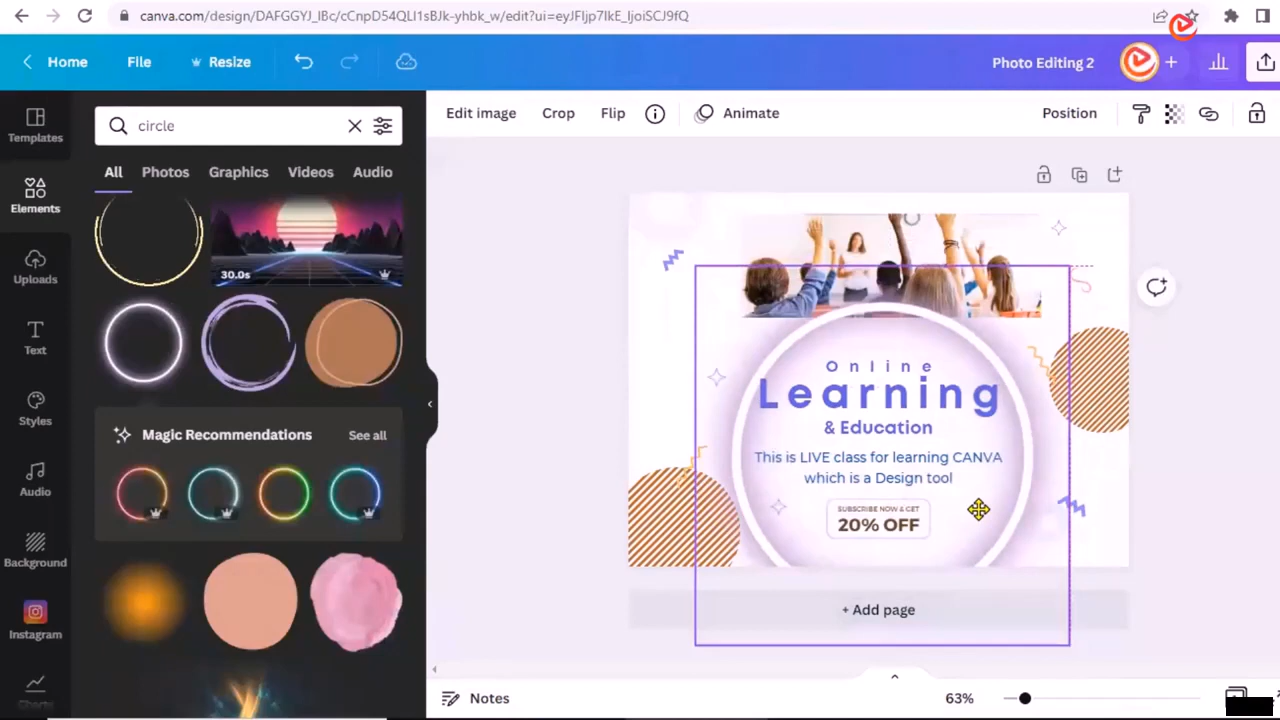 canva.com/design/DAFGGYJ_IBc/cCnpD54QLI1sBJk-yhbk_w/edit?ui=eyJFIjp7IkE_IjoiSCJ9fQ
Home File Resize Photo Editing 2
Templates
Elements
Uploads
Text
Styles
Audio
Background
Instagram
Charts
circle
All Photos Graphics Videos Audio
30.0s
Magic Recommendations See all
Edit image Crop Flip Animate Position
Online
Learning
& Education
This is LIVE class for learning CANVA
which is a Design tool
SUBSCRIBE NOW & GET
20% OFF
+ Add page
Notes 63%